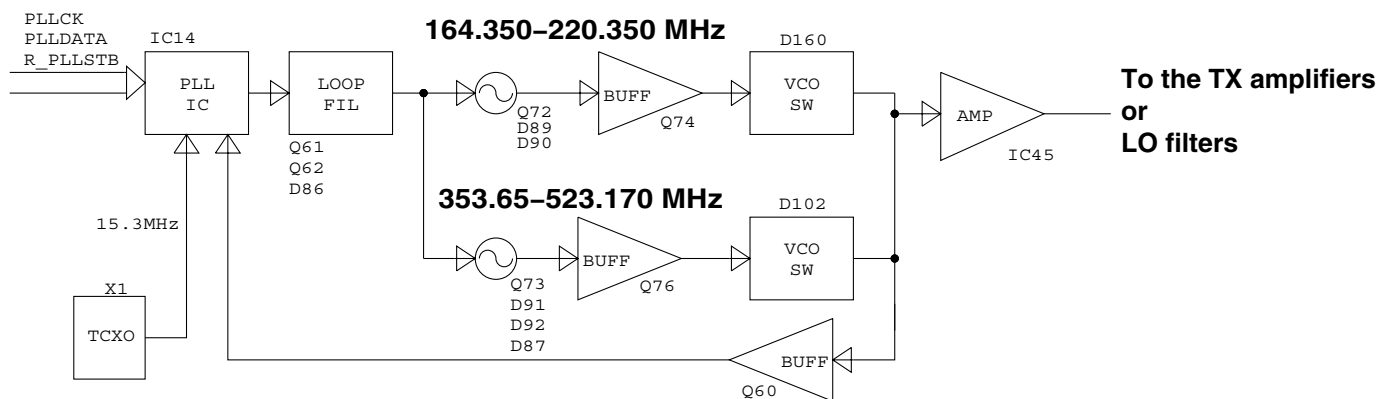 PLLCK
PLLDATA
R_PLLSTB
IC14
PLL
IC
LOOP
FIL
Q61
Q62
D86
164.350–220.350 MHz
Q72
D89
D90
BUFF
Q74
D160
VCO
SW
AMP
IC45
To the TX amplifiers
or
LO filters
353.65–523.170 MHz
Q73
D91
D92
D87
BUFF
Q76
D102
VCO
SW
15.3MHz
X1
TCXO
BUFF
Q60